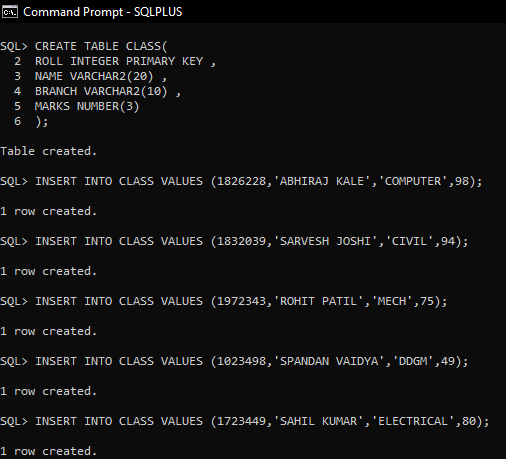 Command Prompt - SQLPLUS
SQL> CREATE TABLE CLASS(
2 ROLL INTEGER PRIMARY KEY ,
3 NAME VARCHAR2(20) ,
4 BRANCH VARCHAR2(10) ,
5 MARKS NUMBER(3)
6 );
Table created.
SQL> INSERT INTO CLASS VALUES (1826228,'ABHIRAJ KALE','COMPUTER',98);
1 row created.
SQL> INSERT INTO CLASS VALUES (1832039,'SARVESH JOSHI','CIVIL',94);
1 row created.
SQL> INSERT INTO CLASS VALUES (1972343,'ROHIT PATIL','MECH',75);
1 row created.
SQL> INSERT INTO CLASS VALUES (1023498,'SPANDAN VAIDYA','DDGM',49);
1 row created.
SQL> INSERT INTO CLASS VALUES (1723449,'SAHIL KUMAR','ELECTRICAL',80);
1 row created.